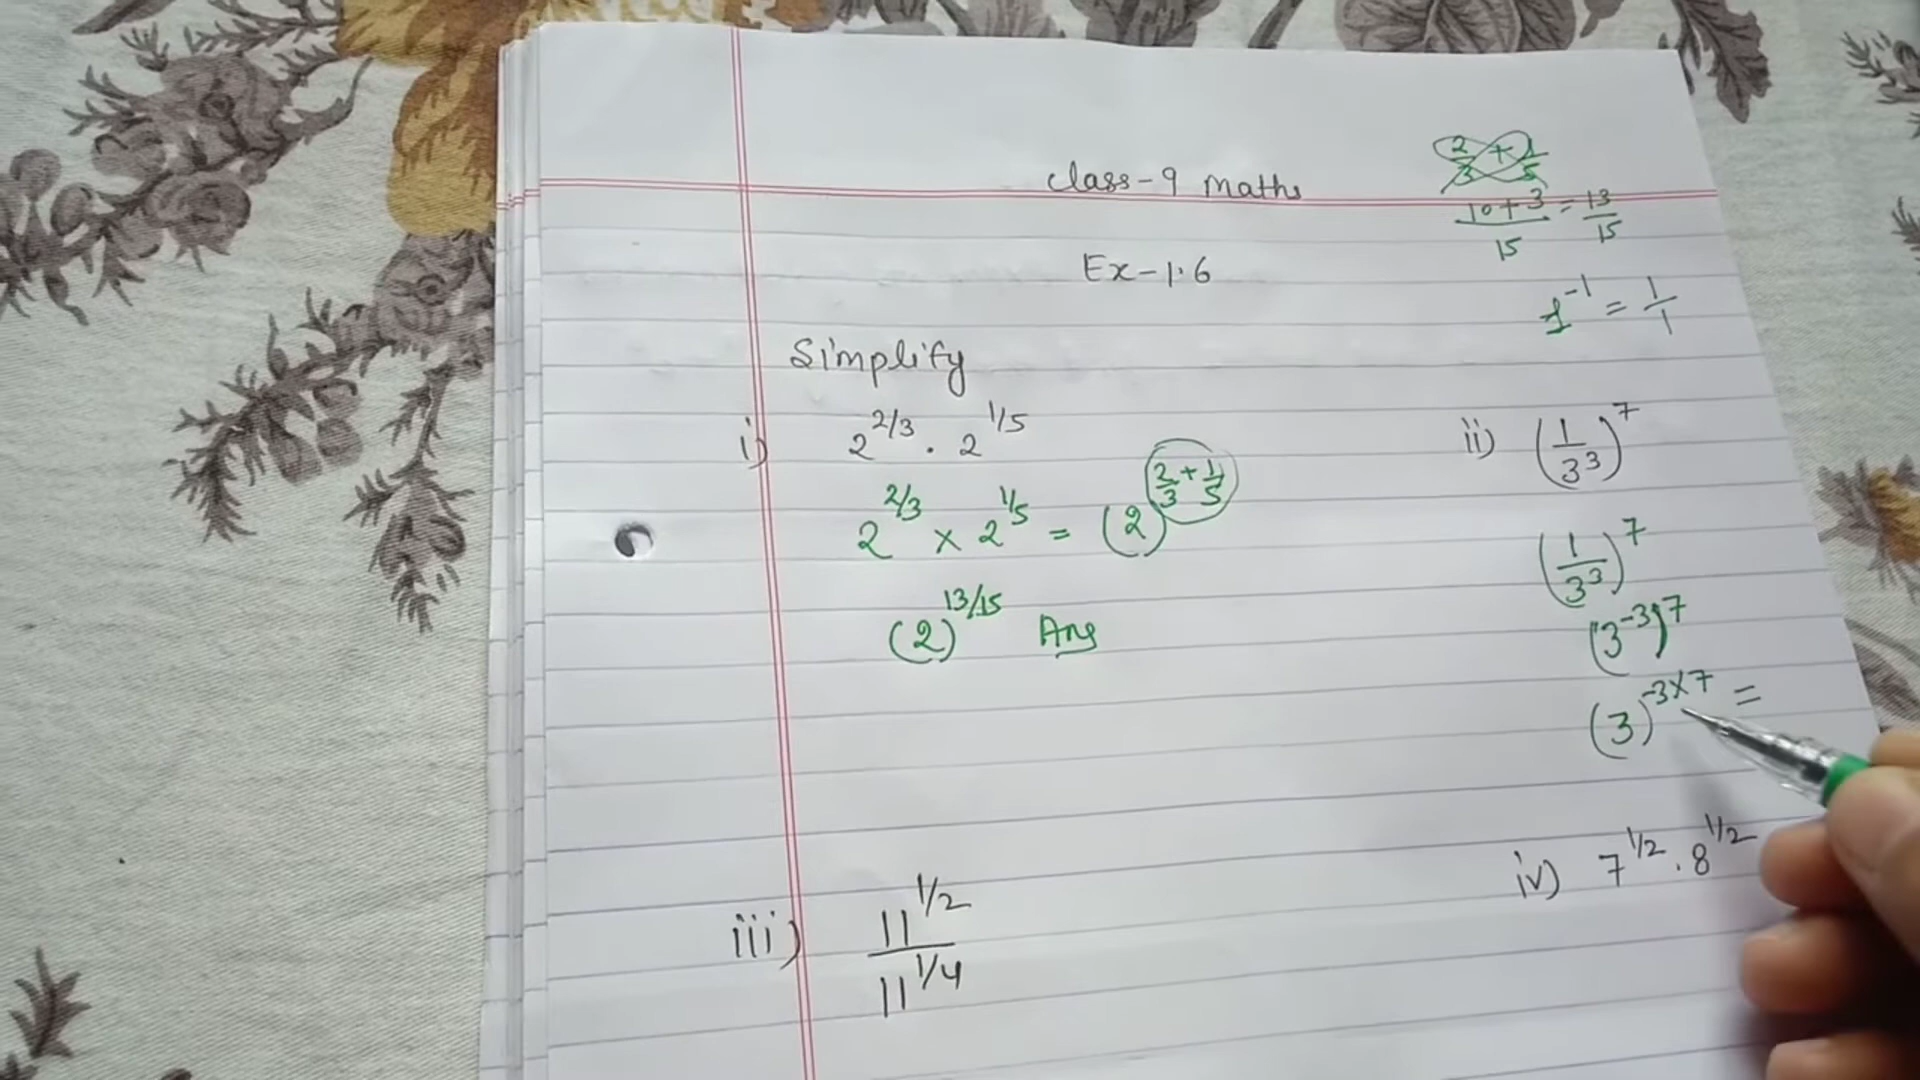 class-9 Maths
2/3 + 1/5
10+3/15 = 13/15
Ex-1.6
1^-1 = 1/1
Simplify
i) 2^2/3 . 2^1/5
2^2/3 × 2^1/5 = (2)^2/3+1/5
(2)^13/15 Ans
ii) (1/3^3)^7
(1/3^3)^7
(3^-3)^7
(3)^-3×7 =
iii) 11^1/2 / 11^1/4
iv) 7^1/2 . 8^1/2